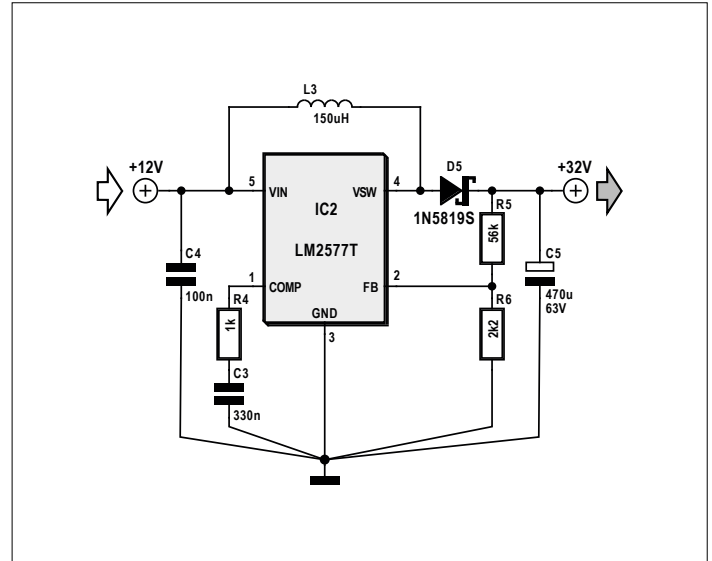 L3
150uH
+12V
D5
+32V
5
VIN
VSW
4
IC2
R5
1N5819S
56k
LM2577T
C4
C5
100n
1
COMP
FB
2
470u
63V
R4
1k
GND
R6
2k2
3
C3
330n